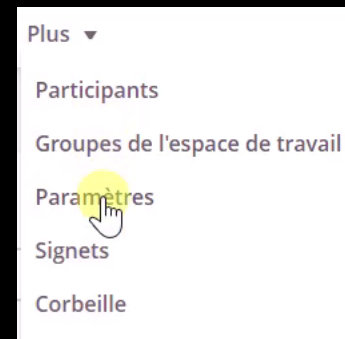 Plus ▼
Participants
Groupes de l'espace de travail
Paramètres
Signets
Corbeille